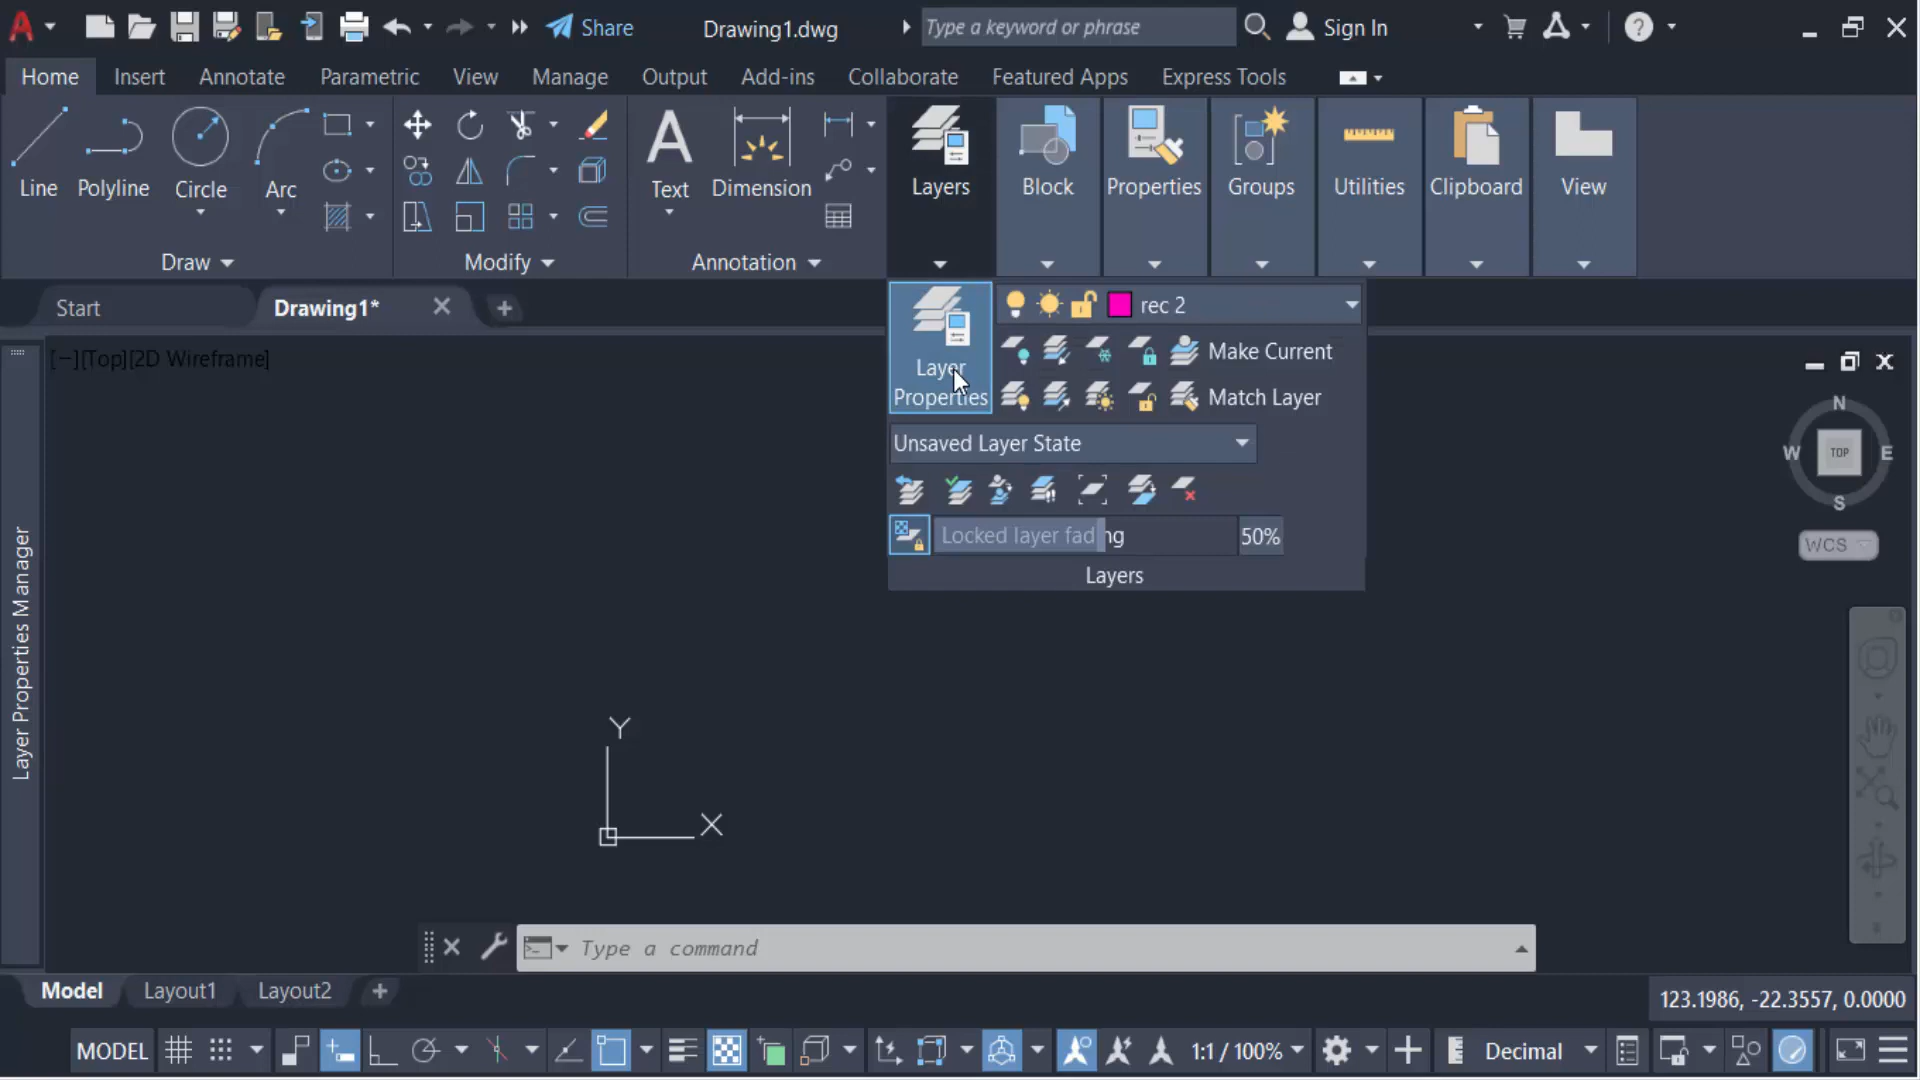 Share
Drawing1.dwg
Type a keyword or phrase
Sign In
Home
Insert
Annotate
Parametric
View
Manage
Output
Add-ins
Collaborate
Featured Apps
Express Tools
Line
Polyline
Circle
Arc
Text
Dimension
Layers
Block
Properties
Groups
Utilities
Clipboard
View
Draw
Modify
Annotation
Start
Drawing1*
[−][Top][2D Wireframe]
Layer
Properties
rec 2
Make Current
Match Layer
Unsaved Layer State
Locked layer fading
50%
Layers
N
W
TOP
E
S
WCS
Layer Properties Manager
Y
X
Type a command
Model
Layout1
Layout2
123.1986, -22.3557, 0.0000
MODEL
1:1 / 100%
Decimal